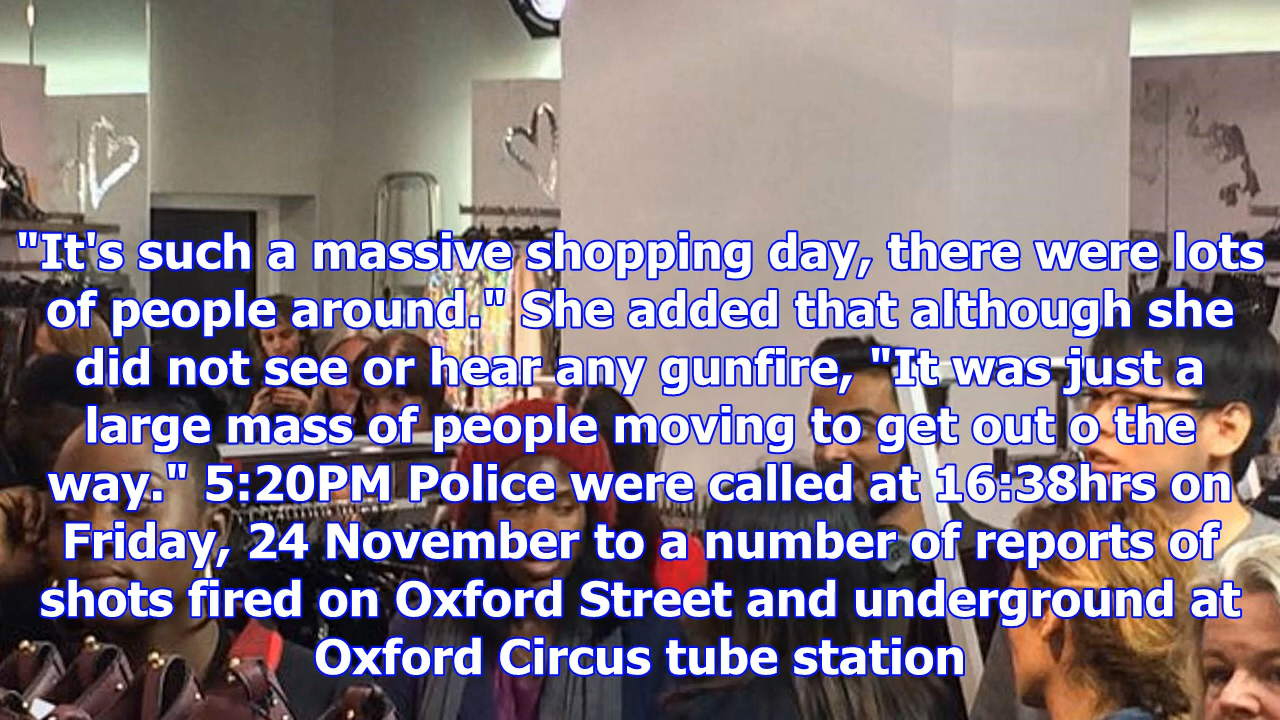 "It's such a massive shopping day, there were lots
of people around." She added that although she
did not see or hear any gunfire, "It was just a
large mass of people moving to get out o the
way." 5:20PM Police were called at 16:38hrs on
Friday, 24 November to a number of reports of
shots fired on Oxford Street and underground at
Oxford Circus tube station